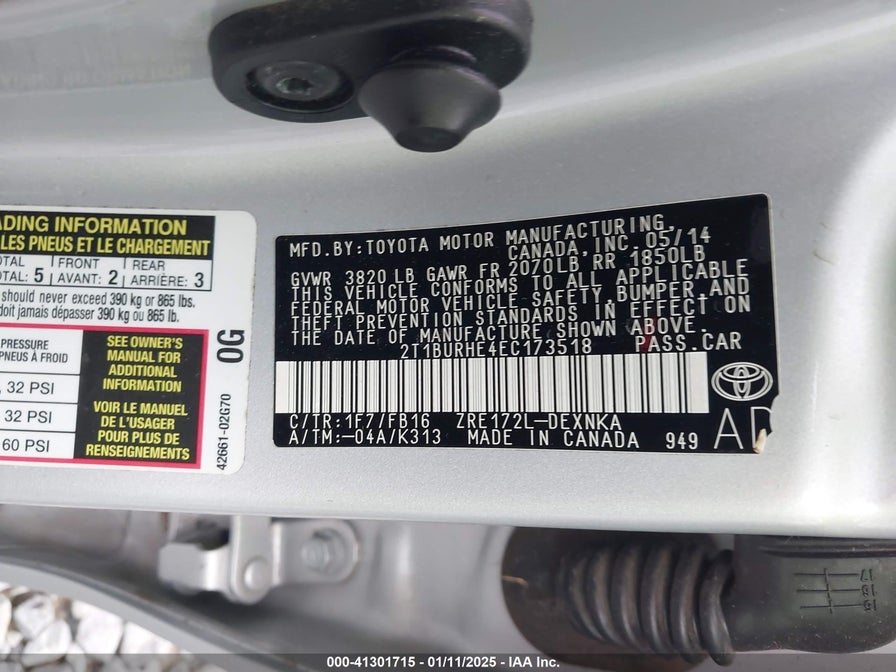 ADING INFORMATION
LES PNEUS ET LE CHARGEMENT
TOTAL: 5 FRONT AVANT: 2 REAR ARRIÈRE: 3
should never exceed 390 kg or 865 lbs.
doit jamais dépasser 390 kg ou 865 lb.
PRESSURE
PNEUS À FROID
, 32 PSI
32 PSI
60 PSI
SEE OWNER'S
MANUAL FOR
ADDITIONAL
INFORMATION
VOIR LE MANUEL
DE L'USAGER
POUR PLUS DE
RENSEIGNEMENTS
0G
42661-02G70
MFD.BY:TOYOTA MOTOR MANUFACTURING,
CANADA,INC.05/14
GVWR 3820 LB GAWR FR 2070LB RR 1850LB
THIS VEHICLE CONFORMS TO ALL APPLICABLE
FEDERAL MOTOR VEHICLE SAFETY,BUMPER AND
THEFT PREVENTION STANDARDS IN EFFECT ON
THE DATE OF MANUFACTURE SHOWN ABOVE.
2T1BURHE4EC173518 PASS.CAR
C/TR:1F7/FB16 ZRE172L-DEXNKA
A/TM:-04A/K313 MADE IN CANADA 949
AD
17
16
15
000-41301715 - 01/11/2025 - IAA Inc.